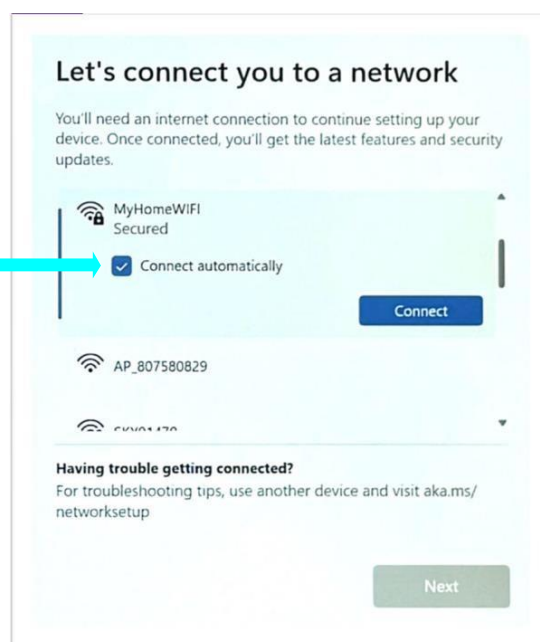 Let's connect you to a network
You'll need an internet connection to continue setting up your
device. Once connected, you'll get the latest features and security
updates.
MyHomeWIFI
Secured
Connect automatically
Connect
AP_807580829
Having trouble getting connected?
For troubleshooting tips, use another device and visit aka.ms/
networksetup
Next